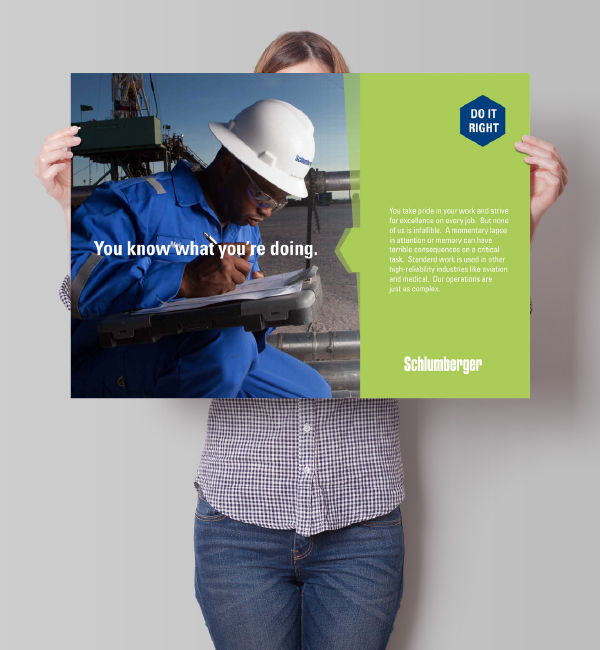 Schlumberger
You know what you're doing.
DO IT
RIGHT
You take pride in your work and strive
for excellence on every job. But none
of us is infallible. A momentary lapse
in attention or memory can have
terrible consequences on a critical
task. Standard work is used in other
high-reliability industries like aviation
and medical. Our operations are
just as complex.
Schlumberger